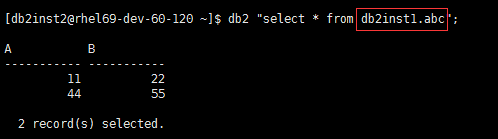 [db2inst2@rhel69-dev-60-120 ~]$ db2 "select * from db2inst1.abc";
A           B
----------- -----------
         11          22
         44          55
  2 record(s) selected.